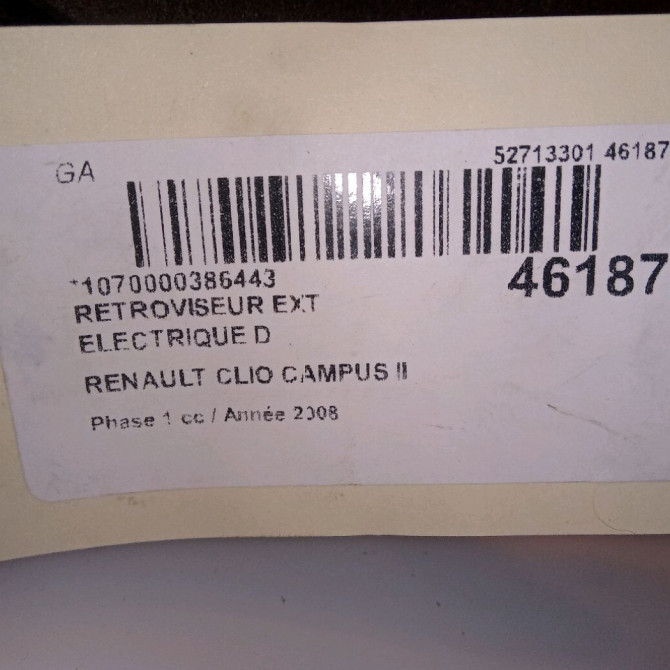 GA
52713301 46187
*1070000386443
46187
RETROVISEUR EXT
ELECTRIQUE D
RENAULT CLIO CAMPUS II
Phase 1 cc / Année 2008